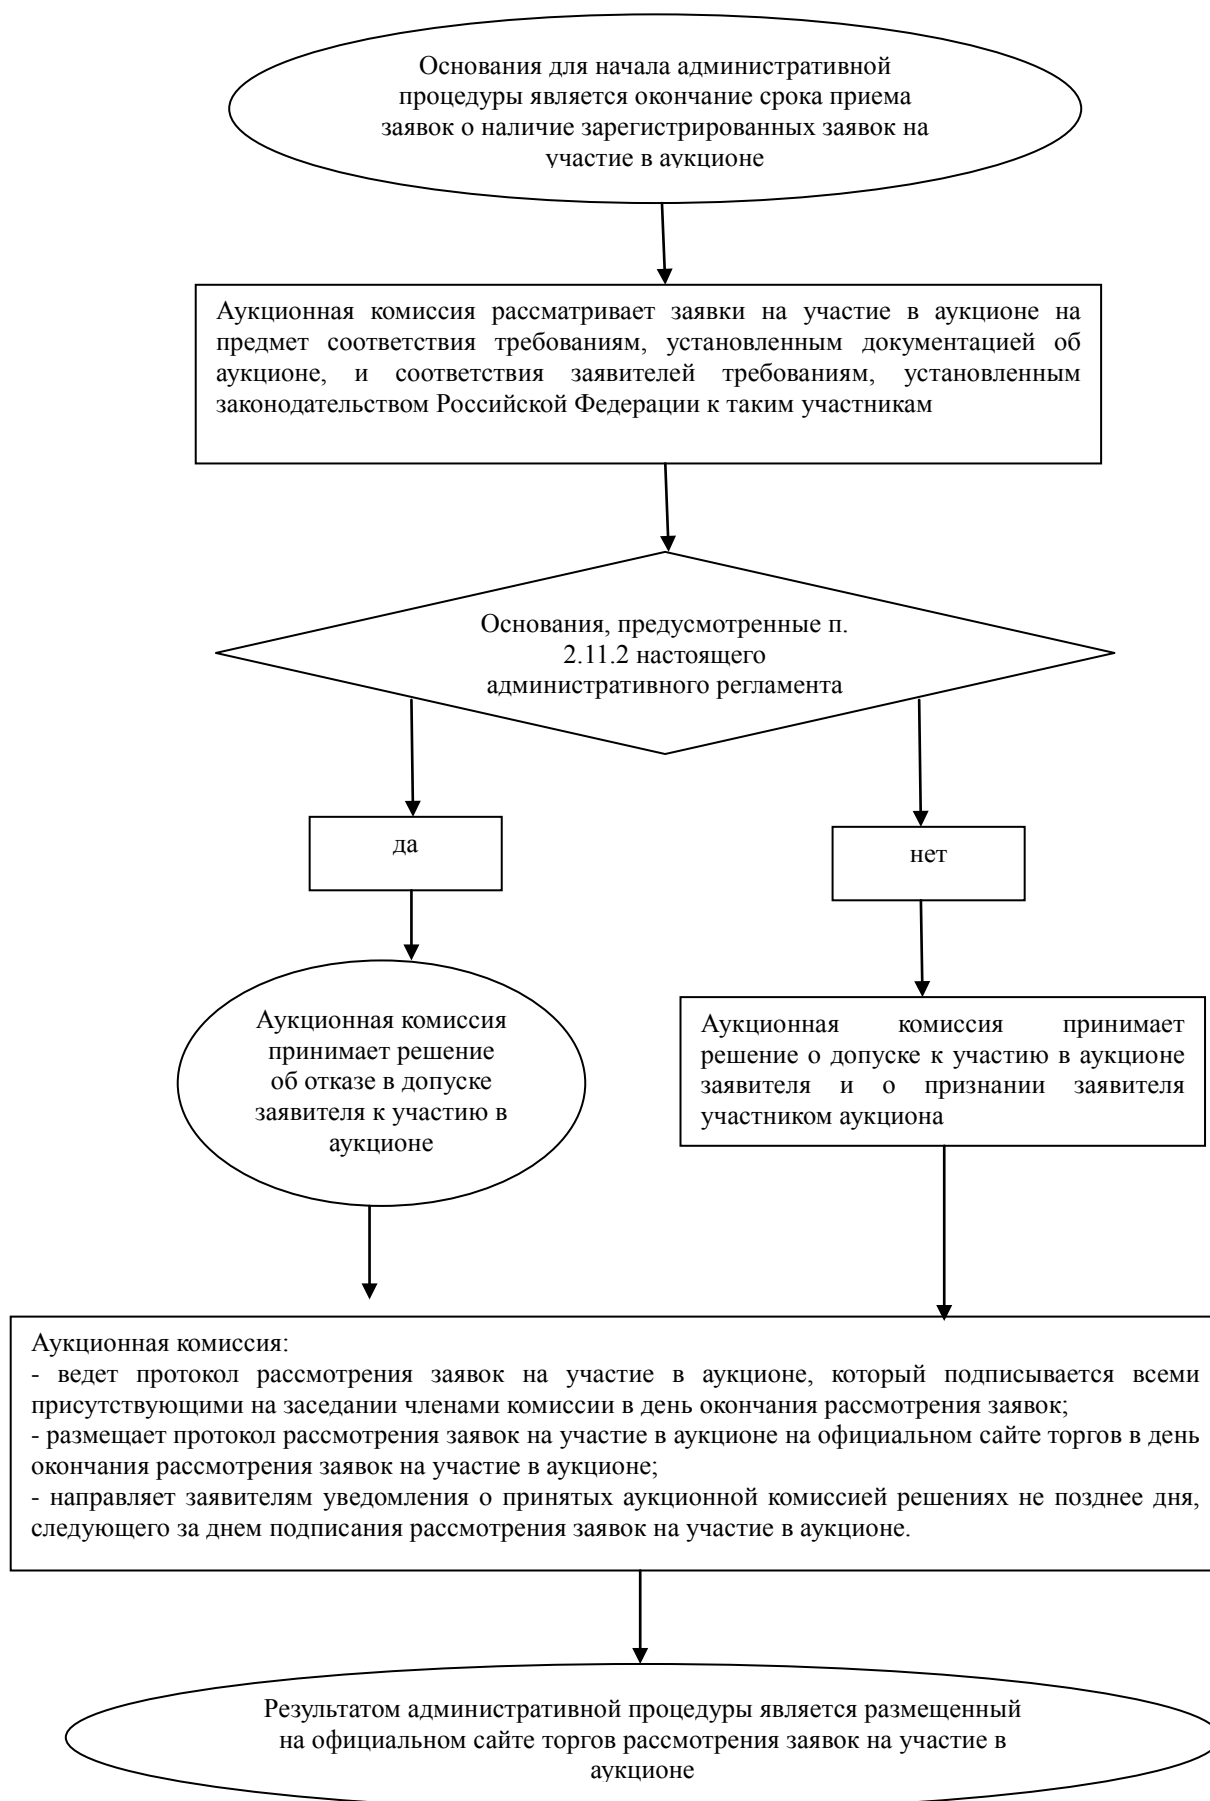 Основания для начала административной
процедуры является окончание срока приема
заявок о наличие зарегистрированных заявок на
участие в аукционе
Аукционная комиссия рассматривает заявки на участие в аукционе на
предмет соответствия требованиям, установленным документацией об
аукционе, и соответствия заявителей требованиям, установленным
законодательством Российской Федерации к таким участникам
Основания, предусмотренные п.
2.11.2 настоящего
административного регламента
да
нет
Аукционная комиссия
принимает решение
об отказе в допуске
заявителя к участию в
аукционе
Аукционная комиссия принимает
решение о допуске к участию в аукционе
заявителя и о признании заявителя
участником аукциона
Аукционная комиссия:
- ведет протокол рассмотрения заявок на участие в аукционе, который подписывается всеми
присутствующими на заседании членами комиссии в день окончания рассмотрения заявок;
- размещает протокол рассмотрения заявок на участие в аукционе на официальном сайте торгов в день
окончания рассмотрения заявок на участие в аукционе;
- направляет заявителям уведомления о принятых аукционной комиссией решениях не позднее дня,
следующего за днем подписания рассмотрения заявок на участие в аукционе.
Результатом административной процедуры является размещенный
на официальном сайте торгов рассмотрения заявок на участие в
аукционе